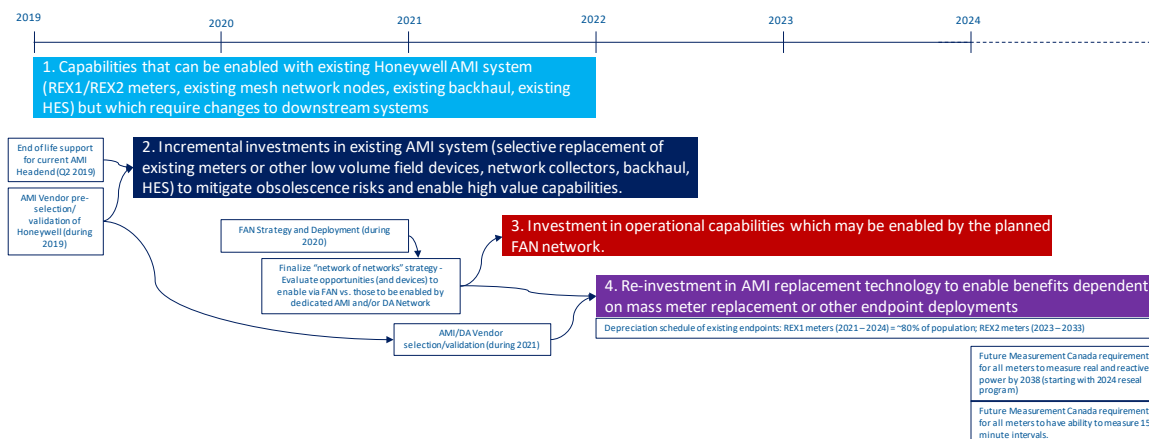 2019
2020
2021
2022
2023
2024
1. Capabilities that can be enabled with existing Honeywell AMI system
(REX1/REX2 meters, existing mesh network nodes, existing backhaul, existing
HES) but which require changes to downstream systems
End of life support
for current AMI
Headend (Q2 2019)
2. Incremental investments in existing AMI system (selective replacement of
existing meters or other low volume field devices, network collectors, backhaul,
HES) to mitigate obsolescence risks and enable high value capabilities.
AMI Vendor pre-
selection/
validation of
Honeywell (during
2019)
FAN Strategy and Deployment (during
2020)
3. Investment in operational capabilities which may be enabled by the planned
FAN network.
Finalize "network of networks" strategy -
Evaluate opportunities (and devices) to
enable via FAN vs. those to be enabled by
dedicated AMI and/or DA Network
4. Re-investment in AMI replacement technology to enable benefits dependent
on mass meter replacement or other endpoint deployments
Depreciation schedule of existing endpoints: REX1 meters (2021 – 2024) = ~80% of population; REX2 meters (2023 – 2033)
AMI/DA Vendor
selection/validation (during 2021)
Future Measurement Canada requirement
for all meters to measure real and reactive
power by 2038 (starting with 2024 reseal
program)
Future Measurement Canada requirement
for all meters to have ability to measure 15
minute intervals.